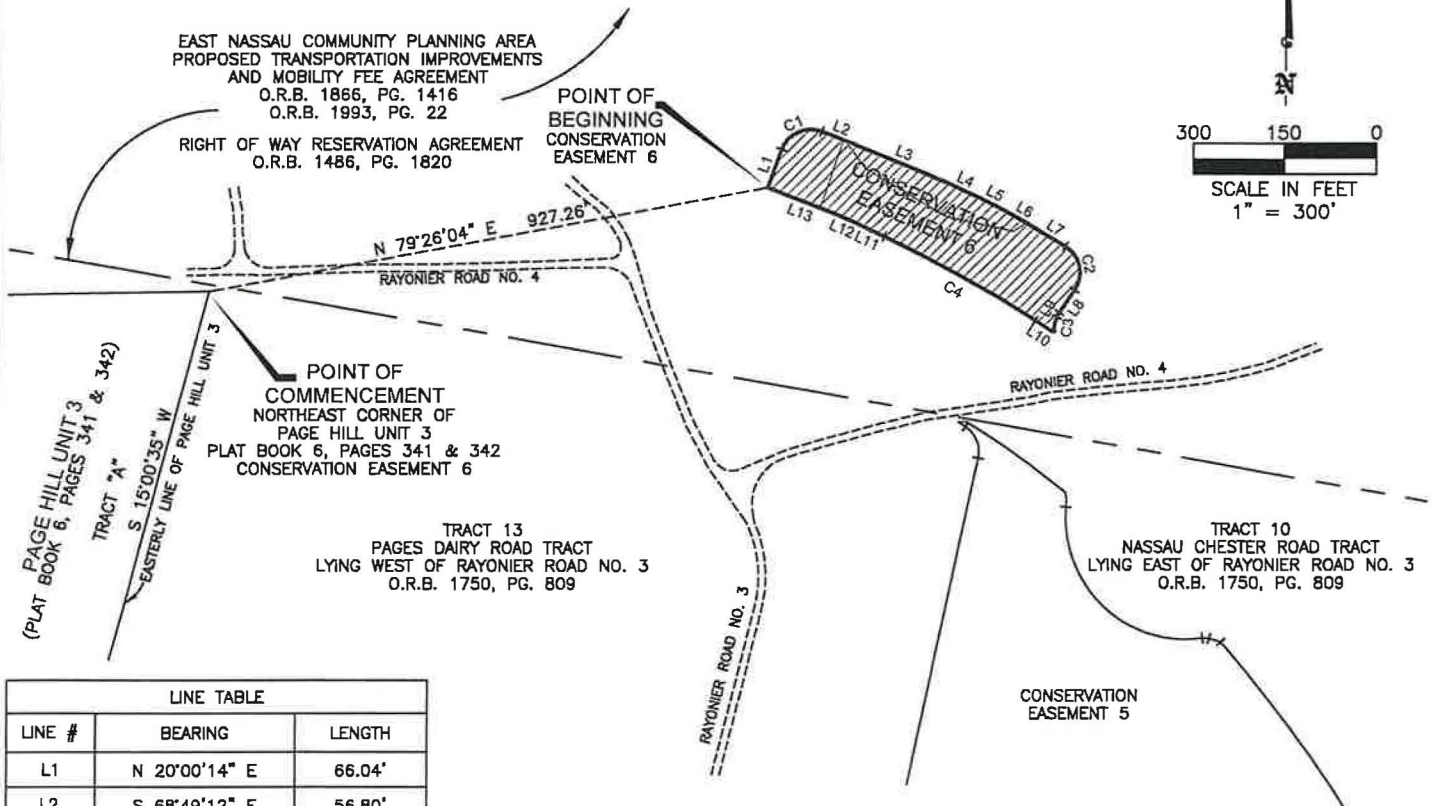 EAST NASSAU COMMUNITY PLANNING AREA
PROPOSED TRANSPORTATION IMPROVEMENTS
AND MOBILITY FEE AGREEMENT
O.R.B. 1866, PG. 1416
O.R.B. 1993, PG. 22
RIGHT OF WAY RESERVATION AGREEMENT
O.R.B. 1486, PG. 1820
POINT OF
BEGINNING
CONSERVATION
EASEMENT 6
N
300 150 0
SCALE IN FEET
1" = 300'
C1
L2
L1
L3
L4
L5
L6
L7
C2
L8
C3
L10
C4
L11
L12
L13
CONSERVATION
EASEMENT 6
N 79°26'04" E 927.26'
RAYONIER ROAD NO. 4
POINT OF
COMMENCEMENT
NORTHEAST CORNER OF
PAGE HILL UNIT 3
PLAT BOOK 6, PAGES 341 & 342
CONSERVATION EASEMENT 6
PAGE HILL UNIT 3
(PLAT BOOK 6, PAGES 341 & 342)
TRACT "A"
S 15°00'35" W
EASTERLY LINE OF PAGE HILL UNIT 3
RAYONIER ROAD NO. 4
TRACT 13
PAGES DAIRY ROAD TRACT
LYING WEST OF RAYONIER ROAD NO. 3
O.R.B. 1750, PG. 809
RAYONIER ROAD NO. 3
TRACT 10
NASSAU CHESTER ROAD TRACT
LYING EAST OF RAYONIER ROAD NO. 3
O.R.B. 1750, PG. 809
CONSERVATION
EASEMENT 5
LINE TABLE
LINE # BEARING LENGTH
L1 N 20°00'14" E 66.04'
L2 S 68°49'12" E 56.80'